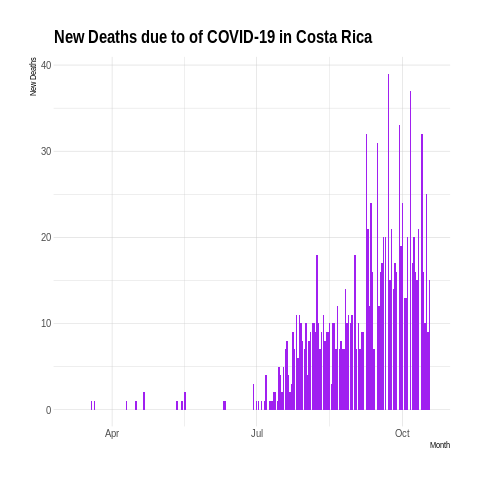 New Deaths due to of COVID-19 in Costa Rica
New Deaths
40
30
20
10
0
Apr
Jul
Oct
Month